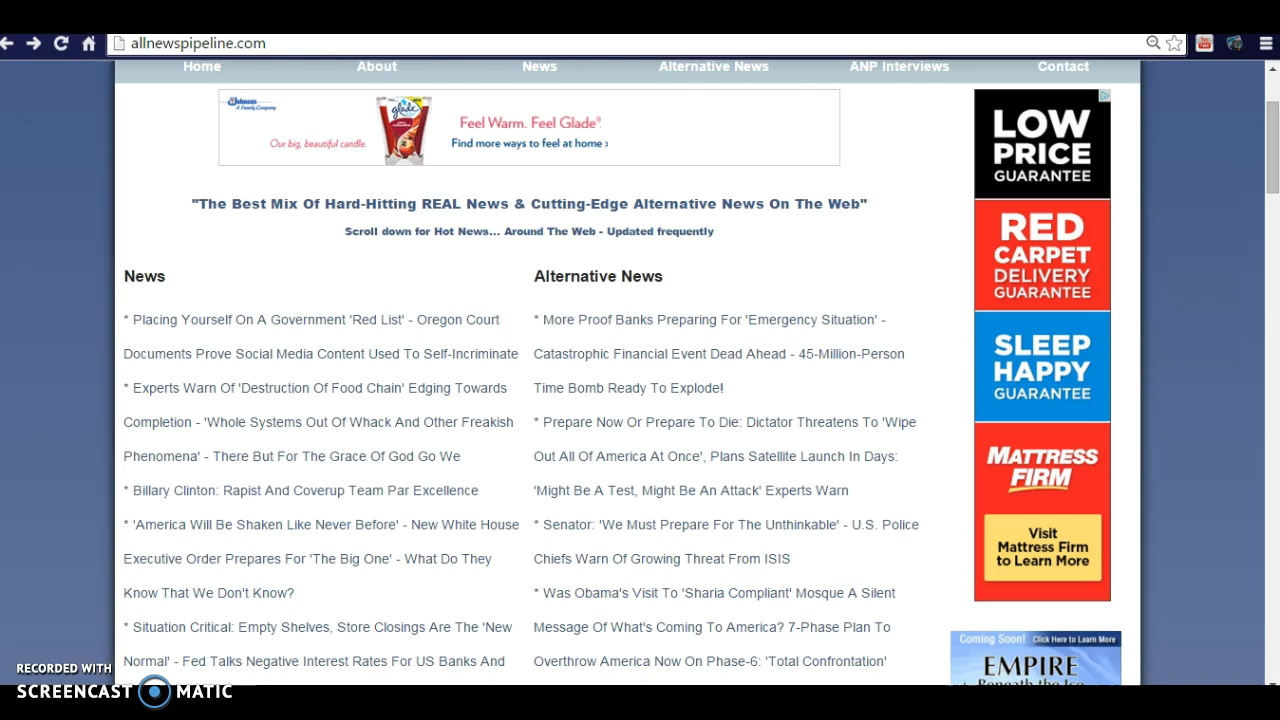 allnewspipeline.com
Home About News Alternative News ANP Interviews Contact
Johnson
A Family Company
glade
Our big, beautiful candle.
Feel Warm. Feel Glade®.
Find more ways to feel at home ›
"The Best Mix Of Hard-Hitting REAL News & Cutting-Edge Alternative News On The Web"
Scroll down for Hot News... Around The Web - Updated frequently
News
* Placing Yourself On A Government 'Red List' - Oregon Court
Documents Prove Social Media Content Used To Self-Incriminate
* Experts Warn Of 'Destruction Of Food Chain' Edging Towards
Completion - 'Whole Systems Out Of Whack And Other Freakish
Phenomena' - There But For The Grace Of God Go We
* Billary Clinton: Rapist And Coverup Team Par Excellence
* 'America Will Be Shaken Like Never Before' - New White House
Executive Order Prepares For 'The Big One' - What Do They
Know That We Don't Know?
* Situation Critical: Empty Shelves, Store Closings Are The 'New
Normal' - Fed Talks Negative Interest Rates For US Banks And
Alternative News
* More Proof Banks Preparing For 'Emergency Situation' -
Catastrophic Financial Event Dead Ahead - 45-Million-Person
Time Bomb Ready To Explode!
* Prepare Now Or Prepare To Die: Dictator Threatens To 'Wipe
Out All Of America At Once', Plans Satellite Launch In Days:
'Might Be A Test, Might Be An Attack' Experts Warn
* Senator: 'We Must Prepare For The Unthinkable' - U.S. Police
Chiefs Warn Of Growing Threat From ISIS
* Was Obama's Visit To 'Sharia Compliant' Mosque A Silent
Message Of What's Coming To America? 7-Phase Plan To
Overthrow America Now On Phase-6: 'Total Confrontation'
LOW
PRICE
GUARANTEE
RED
CARPET
DELIVERY
GUARANTEE
SLEEP
HAPPY
GUARANTEE
MATTRESS
FIRM
Visit
Mattress Firm
to Learn More
Coming Soon! Click Here to Learn More
EMPIRE
Beneath the Ice
RECORDED WITH
SCREENCAST MATIC